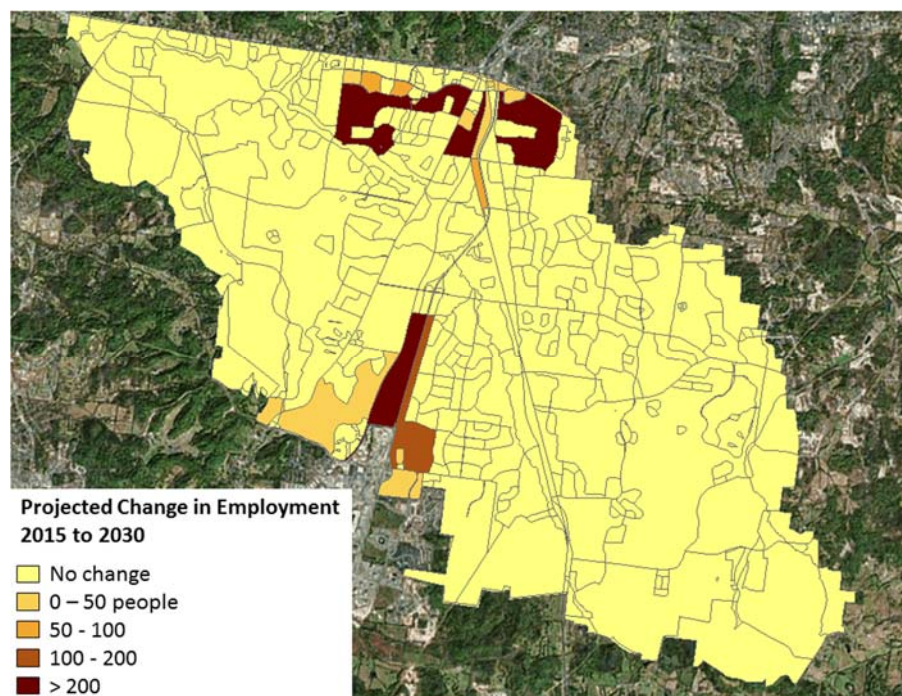 Projected Change in Employment
2015 to 2030
No change
0 – 50 people
50 - 100
100 - 200
> 200